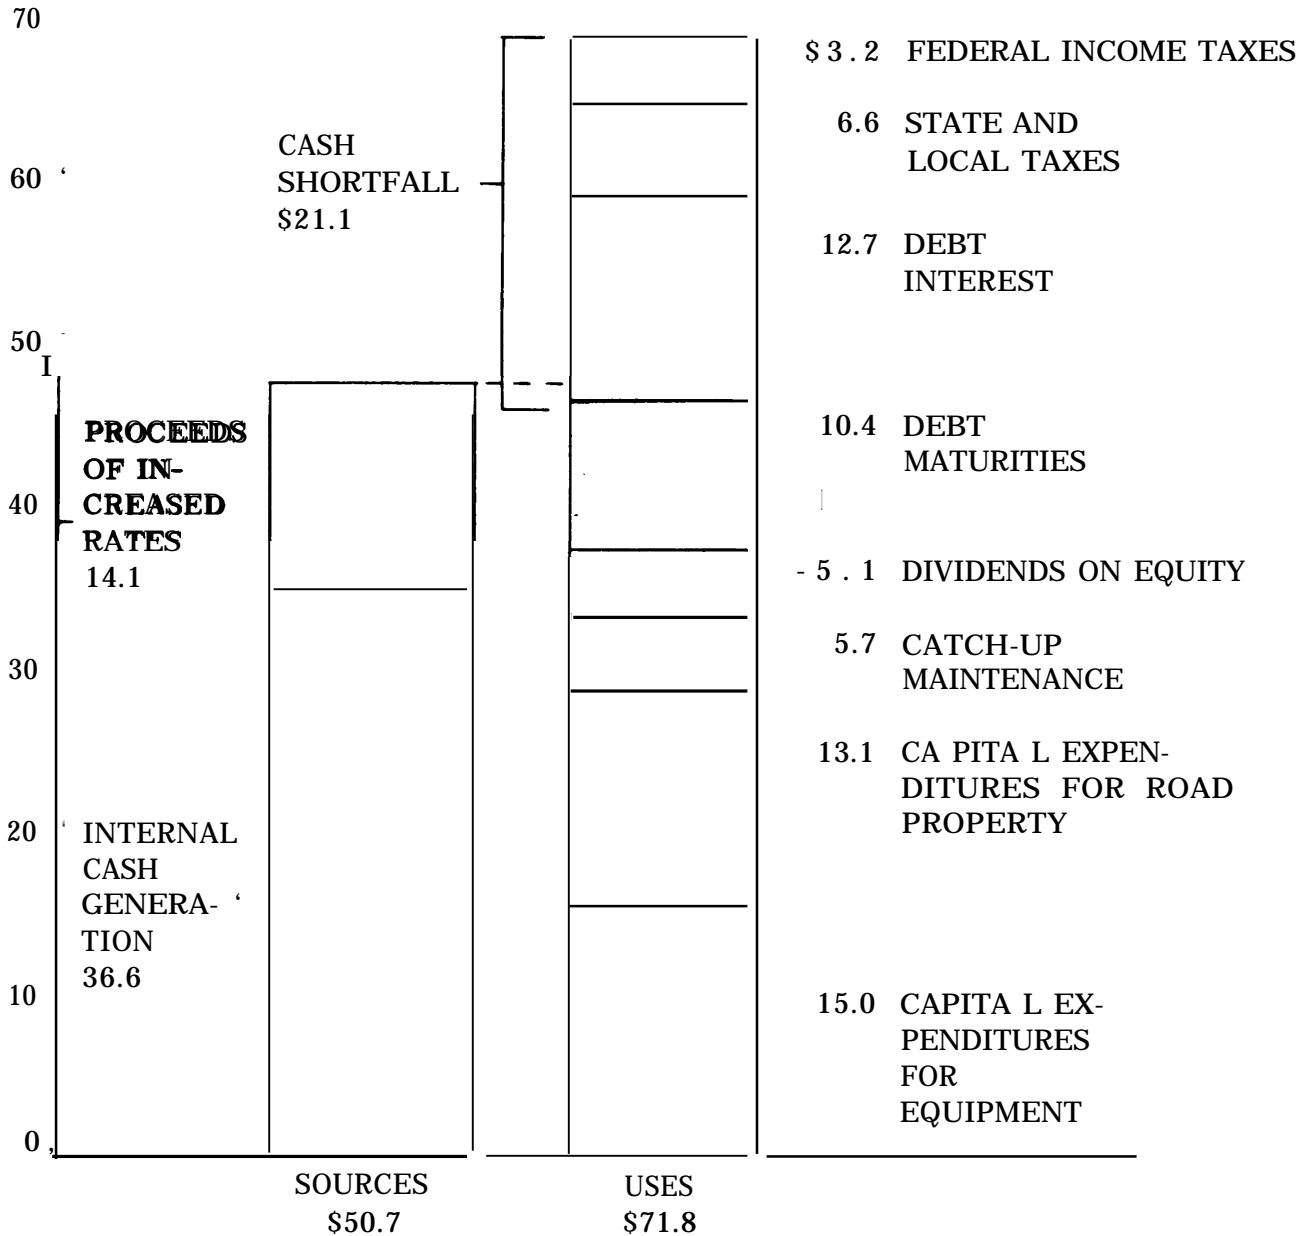 70
60
50
I
40
30
20
10
0
CASH
SHORTFALL
$21.1
PROCEEDS
OF IN-
CREASED
RATES
14.1
INTERNAL
CASH
GENERA-
TION
36.6
$3.2 FEDERAL INCOME TAXES
6.6 STATE AND
LOCAL TAXES
12.7 DEBT
INTEREST
10.4 DEBT
MATURITIES
- 5 . 1 DIVIDENDS ON EQUITY
5.7 CATCH-UP
MAINTENANCE
13.1 CA PITA L EXPEN-
DITURES FOR ROAD
PROPERTY
15.0 CAPITA L EX-
PENDITURES
FOR
EQUIPMENT
SOURCES
$50.7
USES
$71.8